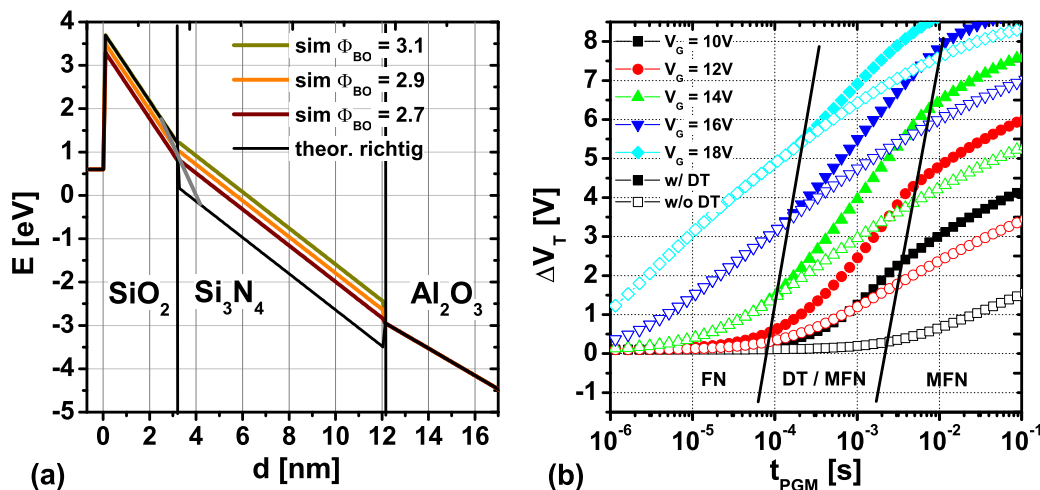 E [eV]
4
3
2
1
0
-1
-2
-3
-4
-5
sim Φ_BO = 3.1
sim Φ_BO = 2.9
sim Φ_BO = 2.7
theor. richtig
SiO₂
Si₃N₄
Al₂O₃
0 2 4 6 8 10 12 14 16
d [nm]
(a)
ΔV_T [V]
8
7
6
5
4
3
2
1
0
-1
V_G = 10V
V_G = 12V
V_G = 14V
V_G = 16V
V_G = 18V
w/ DT
w/o DT
FN
DT / MFN
MFN
10⁻⁶ 10⁻⁵ 10⁻⁴ 10⁻³ 10⁻² 10⁻¹
t_PGM [s]
(b)